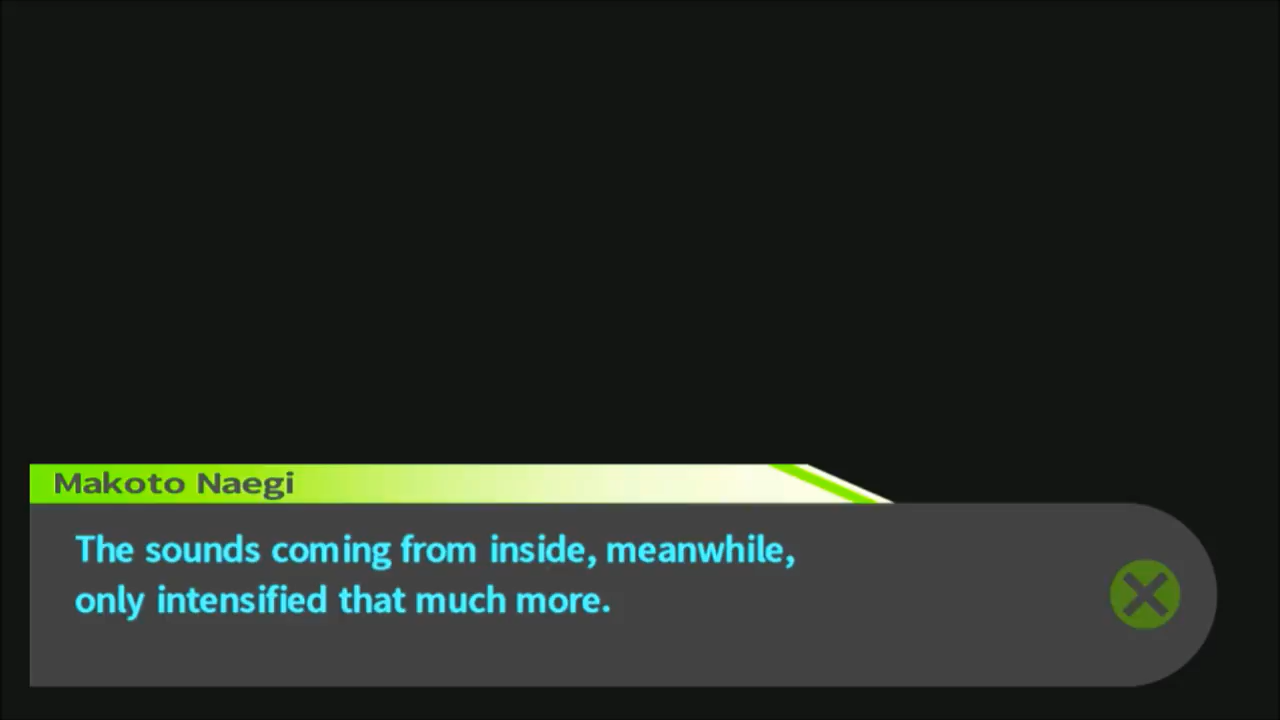 Makoto Naegi
The sounds coming from inside, meanwhile,
only intensified that much more.